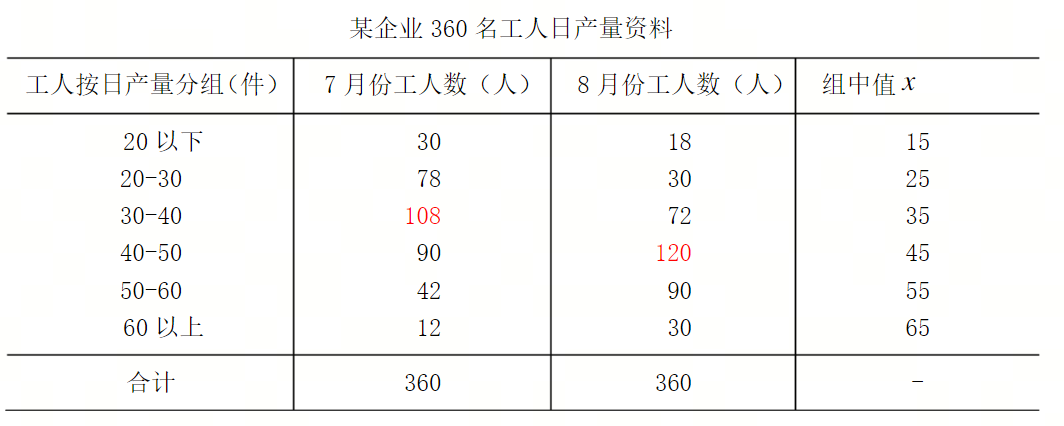 某企业 360 名工人日产量资料
工人按日产量分组(件) 7 月份工人数（人） 8 月份工人数（人） 组中值 x
20 以下 30 18 15
20-30 78 30 25
30-40 108 72 35
40-50 90 120 45
50-60 42 90 55
60 以上 12 30 65
合计 360 360 -